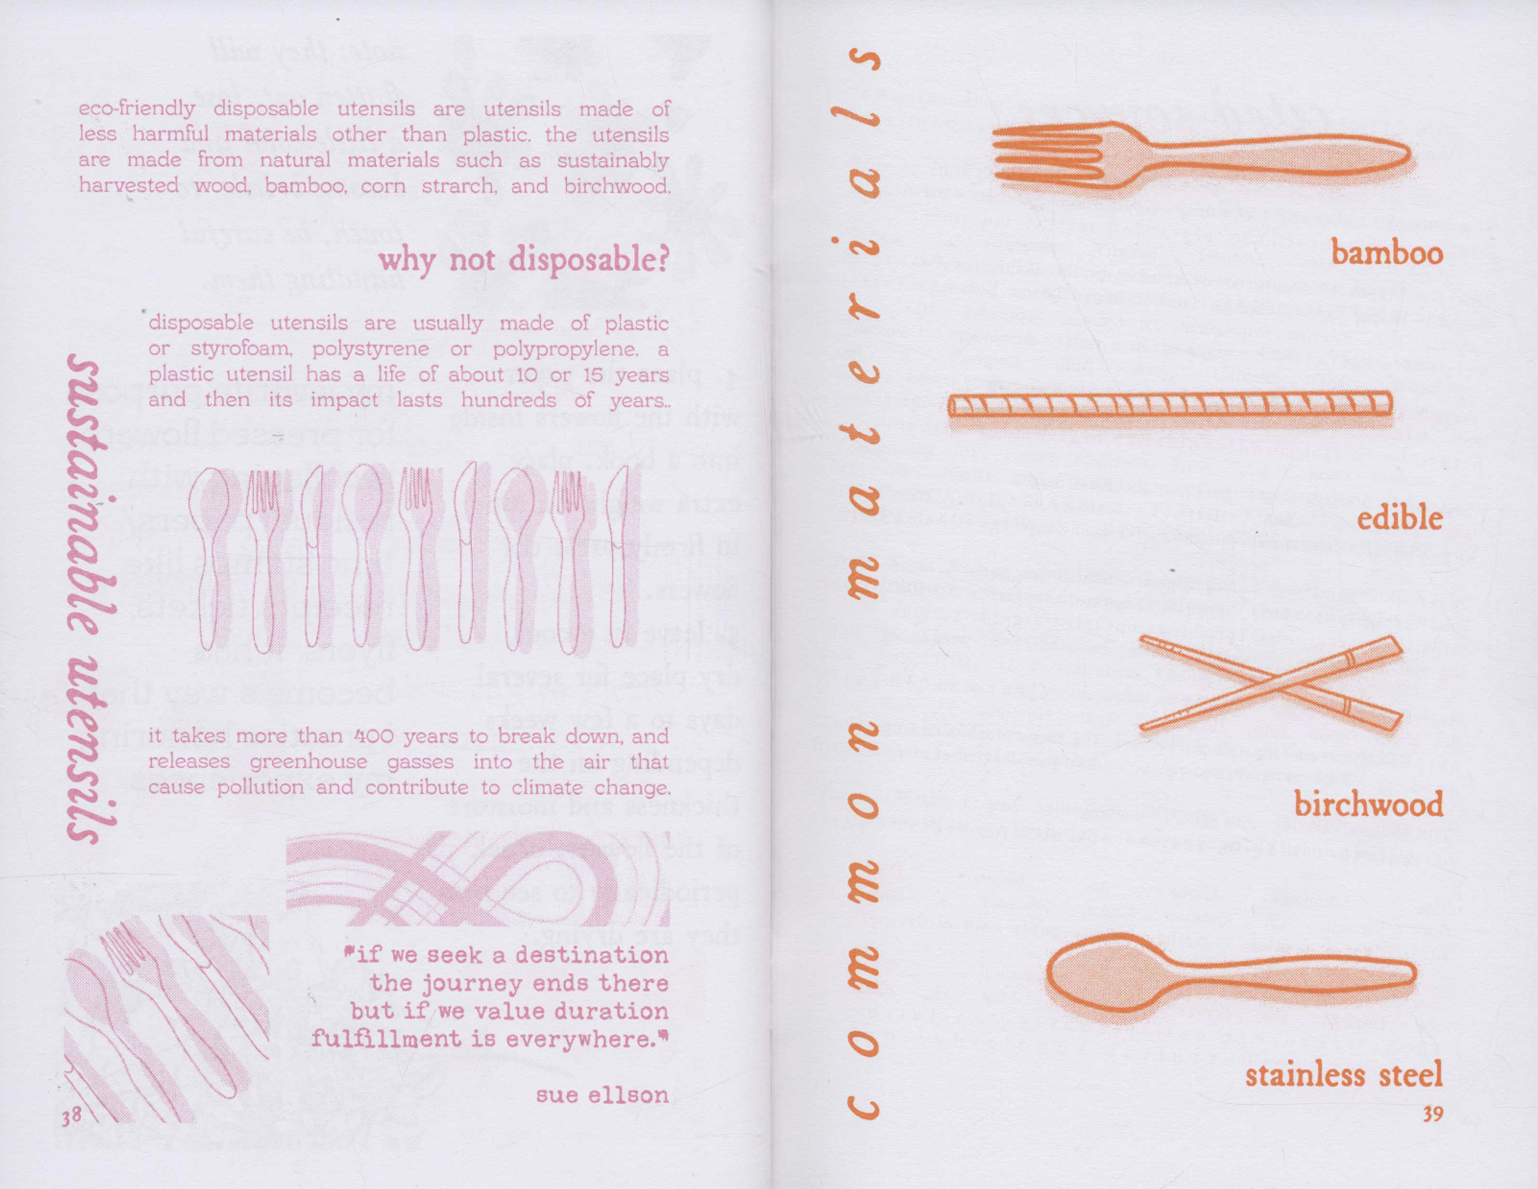 eco-friendly disposable utensils are utensils made of
less harmful materials other than plastic. the utensils
are made from natural materials such as sustainably
harvested wood, bamboo, corn strarch, and birchwood.
why not disposable?
disposable utensils are usually made of plastic
or styrofoam, polystyrene or polypropylene. a
plastic utensil has a life of about 10 or 15 years
and then its impact lasts hundreds of years..
sustainable utensils
it takes more than 400 years to break down, and
releases greenhouse gasses into the air that
cause pollution and contribute to climate change.
"if we seek a destination
the journey ends there
but if we value duration
fulfillment is everywhere."
sue ellson
38
common materials
bamboo
edible
birchwood
stainless steel
39